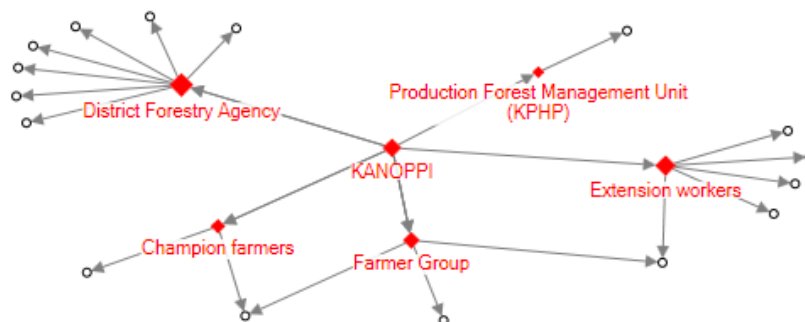 District Forestry Agency
Production Forest Management Unit
(KPHP)
KANOPPI
Extension workers
Champion farmers
Farmer Group